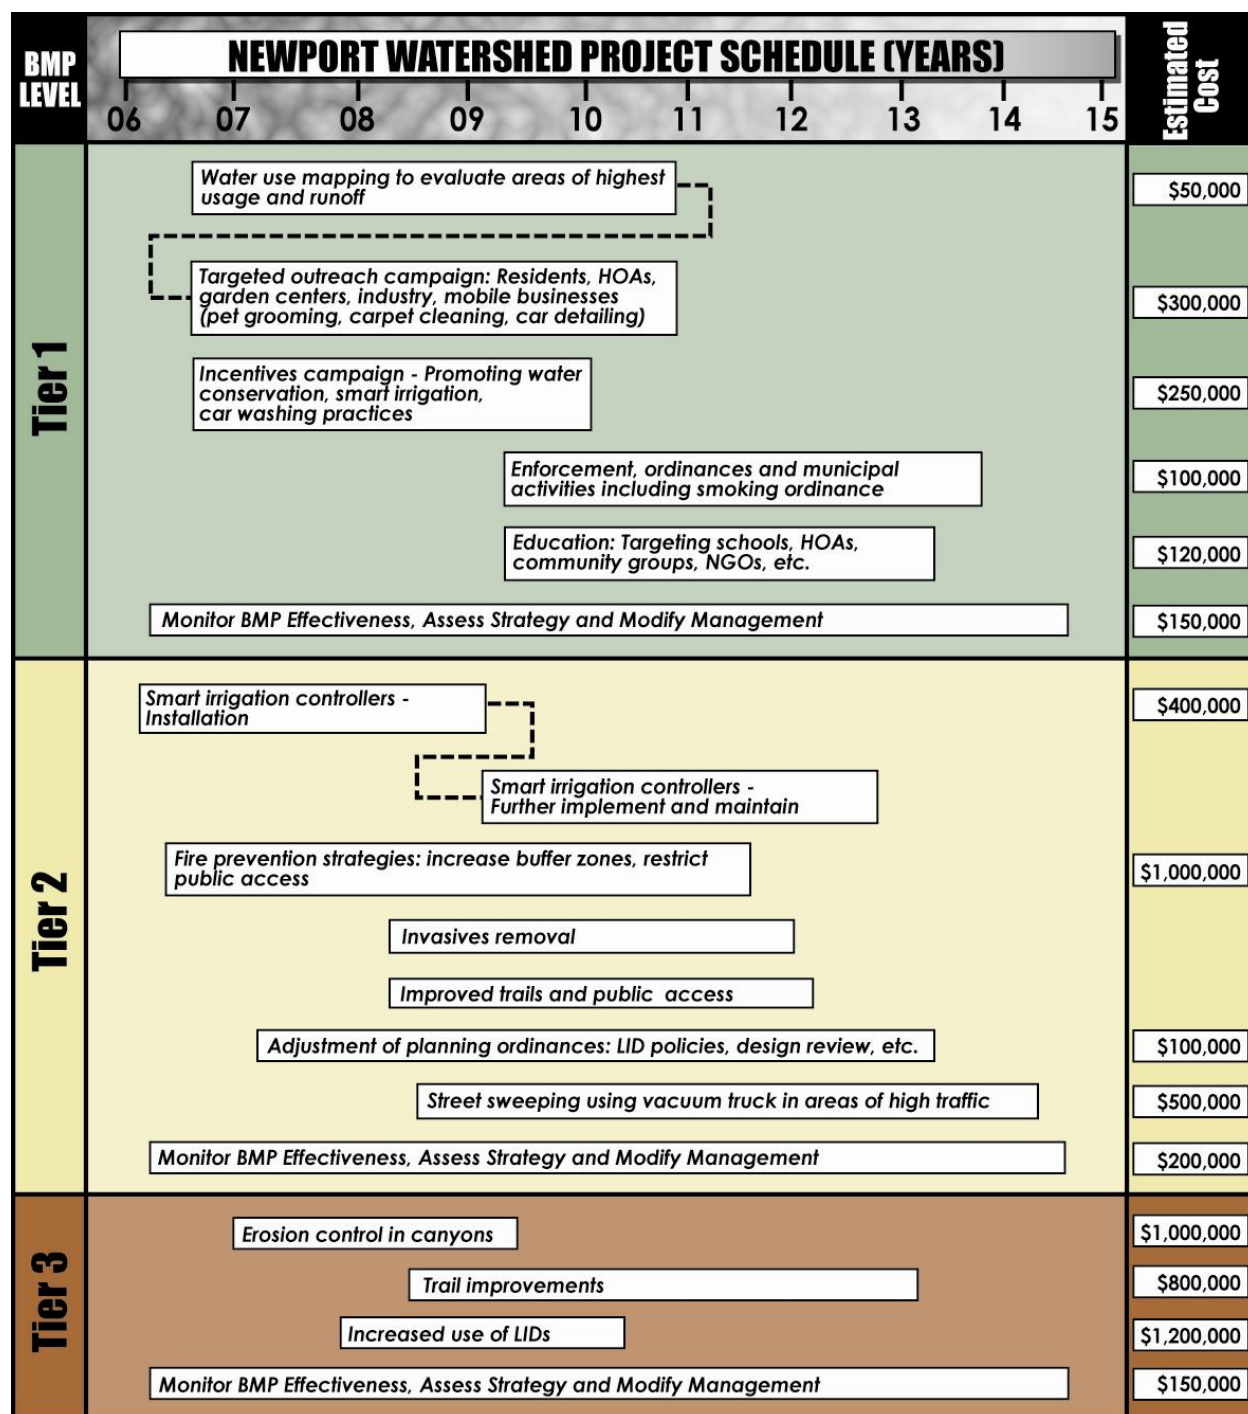 BMP
LEVEL
NEWPORT WATERSHED PROJECT SCHEDULE (YEARS)
06 07 08 09 10 11 12 13 14 15
Estimated
Cost
Tier 1
Water use mapping to evaluate areas of highest
usage and runoff
$50,000
Targeted outreach campaign: Residents, HOAs,
garden centers, industry, mobile businesses
(pet grooming, carpet cleaning, car detailing)
$300,000
Incentives campaign - Promoting water
conservation, smart irrigation,
car washing practices
$250,000
Enforcement, ordinances and municipal
activities including smoking ordinance
$100,000
Education: Targeting schools, HOAs,
community groups, NGOs, etc.
$120,000
Monitor BMP Effectiveness, Assess Strategy and Modify Management
$150,000
Tier 2
Smart irrigation controllers -
Installation
$400,000
Smart irrigation controllers -
Further implement and maintain
Fire prevention strategies: increase buffer zones, restrict
public access
$1,000,000
Invasives removal
Improved trails and public access
Adjustment of planning ordinances: LID policies, design review, etc.
$100,000
Street sweeping using vacuum truck in areas of high traffic
$500,000
Monitor BMP Effectiveness, Assess Strategy and Modify Management
$200,000
Tier 3
Erosion control in canyons
$1,000,000
Trail improvements
$800,000
Increased use of LIDs
$1,200,000
Monitor BMP Effectiveness, Assess Strategy and Modify Management
$150,000